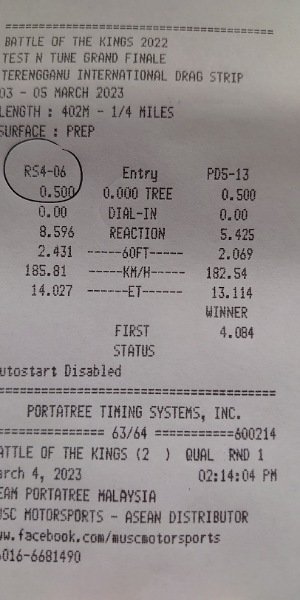 BATTLE OF THE KINGS 2022
TEST N TUNE GRAND FINALE
TERENGGANU INTERNATIONAL DRAG STRIP
03 - 05 MARCH 2023
LENGTH : 402M - 1/4 MILES
SURFACE : PREP
RS4-06 Entry PD5-13
0.500 0.000 TREE 0.500
0.00 DIAL-IN 0.00
8.596 REACTION 5.425
2.431 -----60FT----- 2.069
185.81 -----KM/H----- 182.54
14.027 ------ET------ 13.114
WINNER
FIRST 4.084
STATUS
utostart Disabled
PORTATREE TIMING SYSTEMS, INC.
=============== 63/64 ===========600214
ATTLE OF THE KINGS (2 ) QUAL RND 1
arch 4, 2023 02:14:04 PM
EAM PORTATREE MALAYSIA
USC MOTORSPORTS - ASEAN DISTRIBUTOR
ww.facebook.com/muscmotorsports
016-6681490